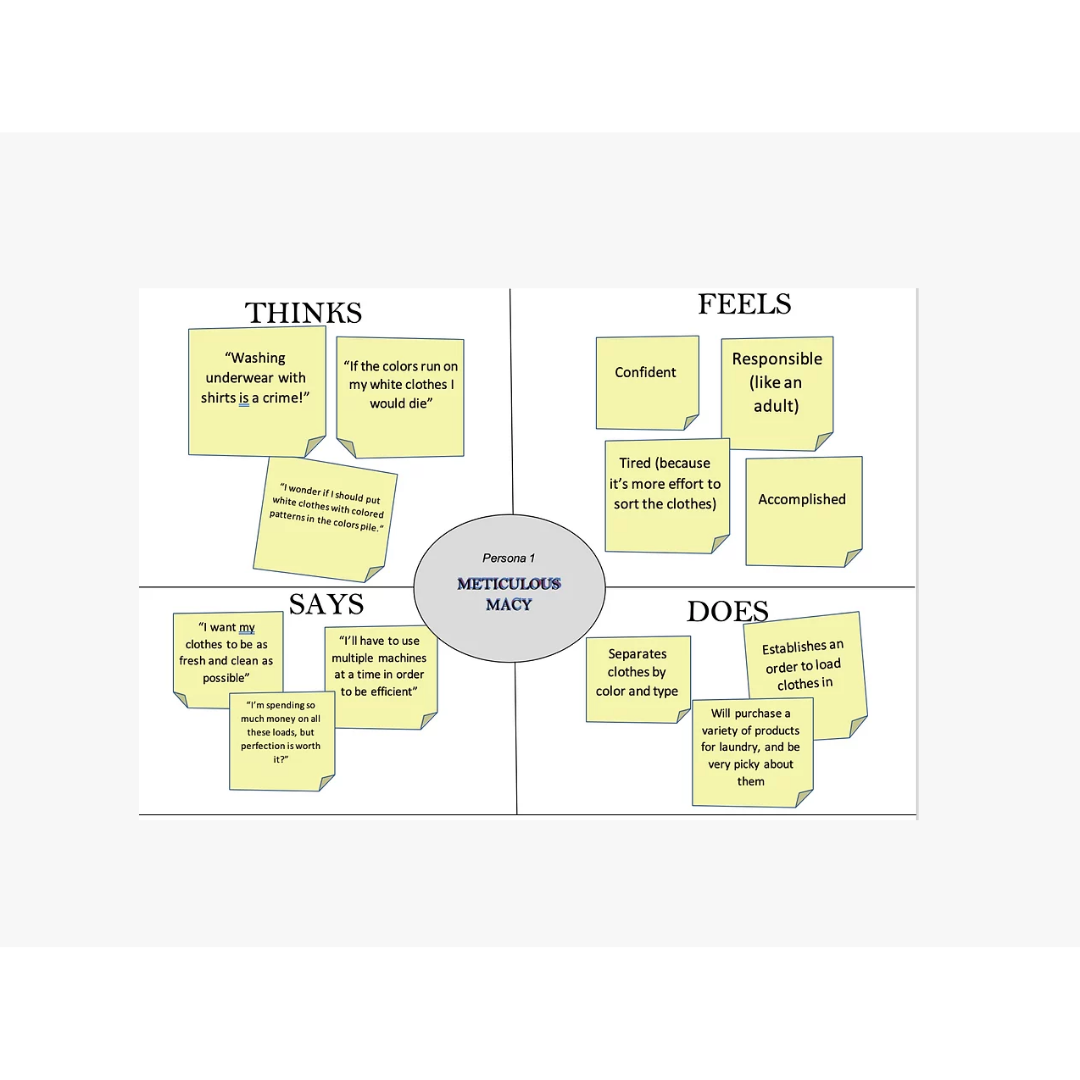 THINKS
“Washing
underwear with
shirts is a crime!”
“If the colors run on
my white clothes I
would die”
“I wonder if I should put
white clothes with colored
patterns in the colors pile.”
FEELS
Confident
Responsible
(like an
adult)
Tired (because
it’s more effort to
sort the clothes)
Accomplished
Persona 1
METICULOUS
MACY
SAYS
“I want my
clothes to be as
fresh and clean as
possible”
“I’ll have to use
multiple machines
at a time in order
to be efficient”
“I’m spending so
much money on all
these loads, but
perfection is worth
it?”
DOES
Separates
clothes by
color and type
Establishes an
order to load
clothes in
Will purchase a
variety of products
for laundry, and be
very picky about
them